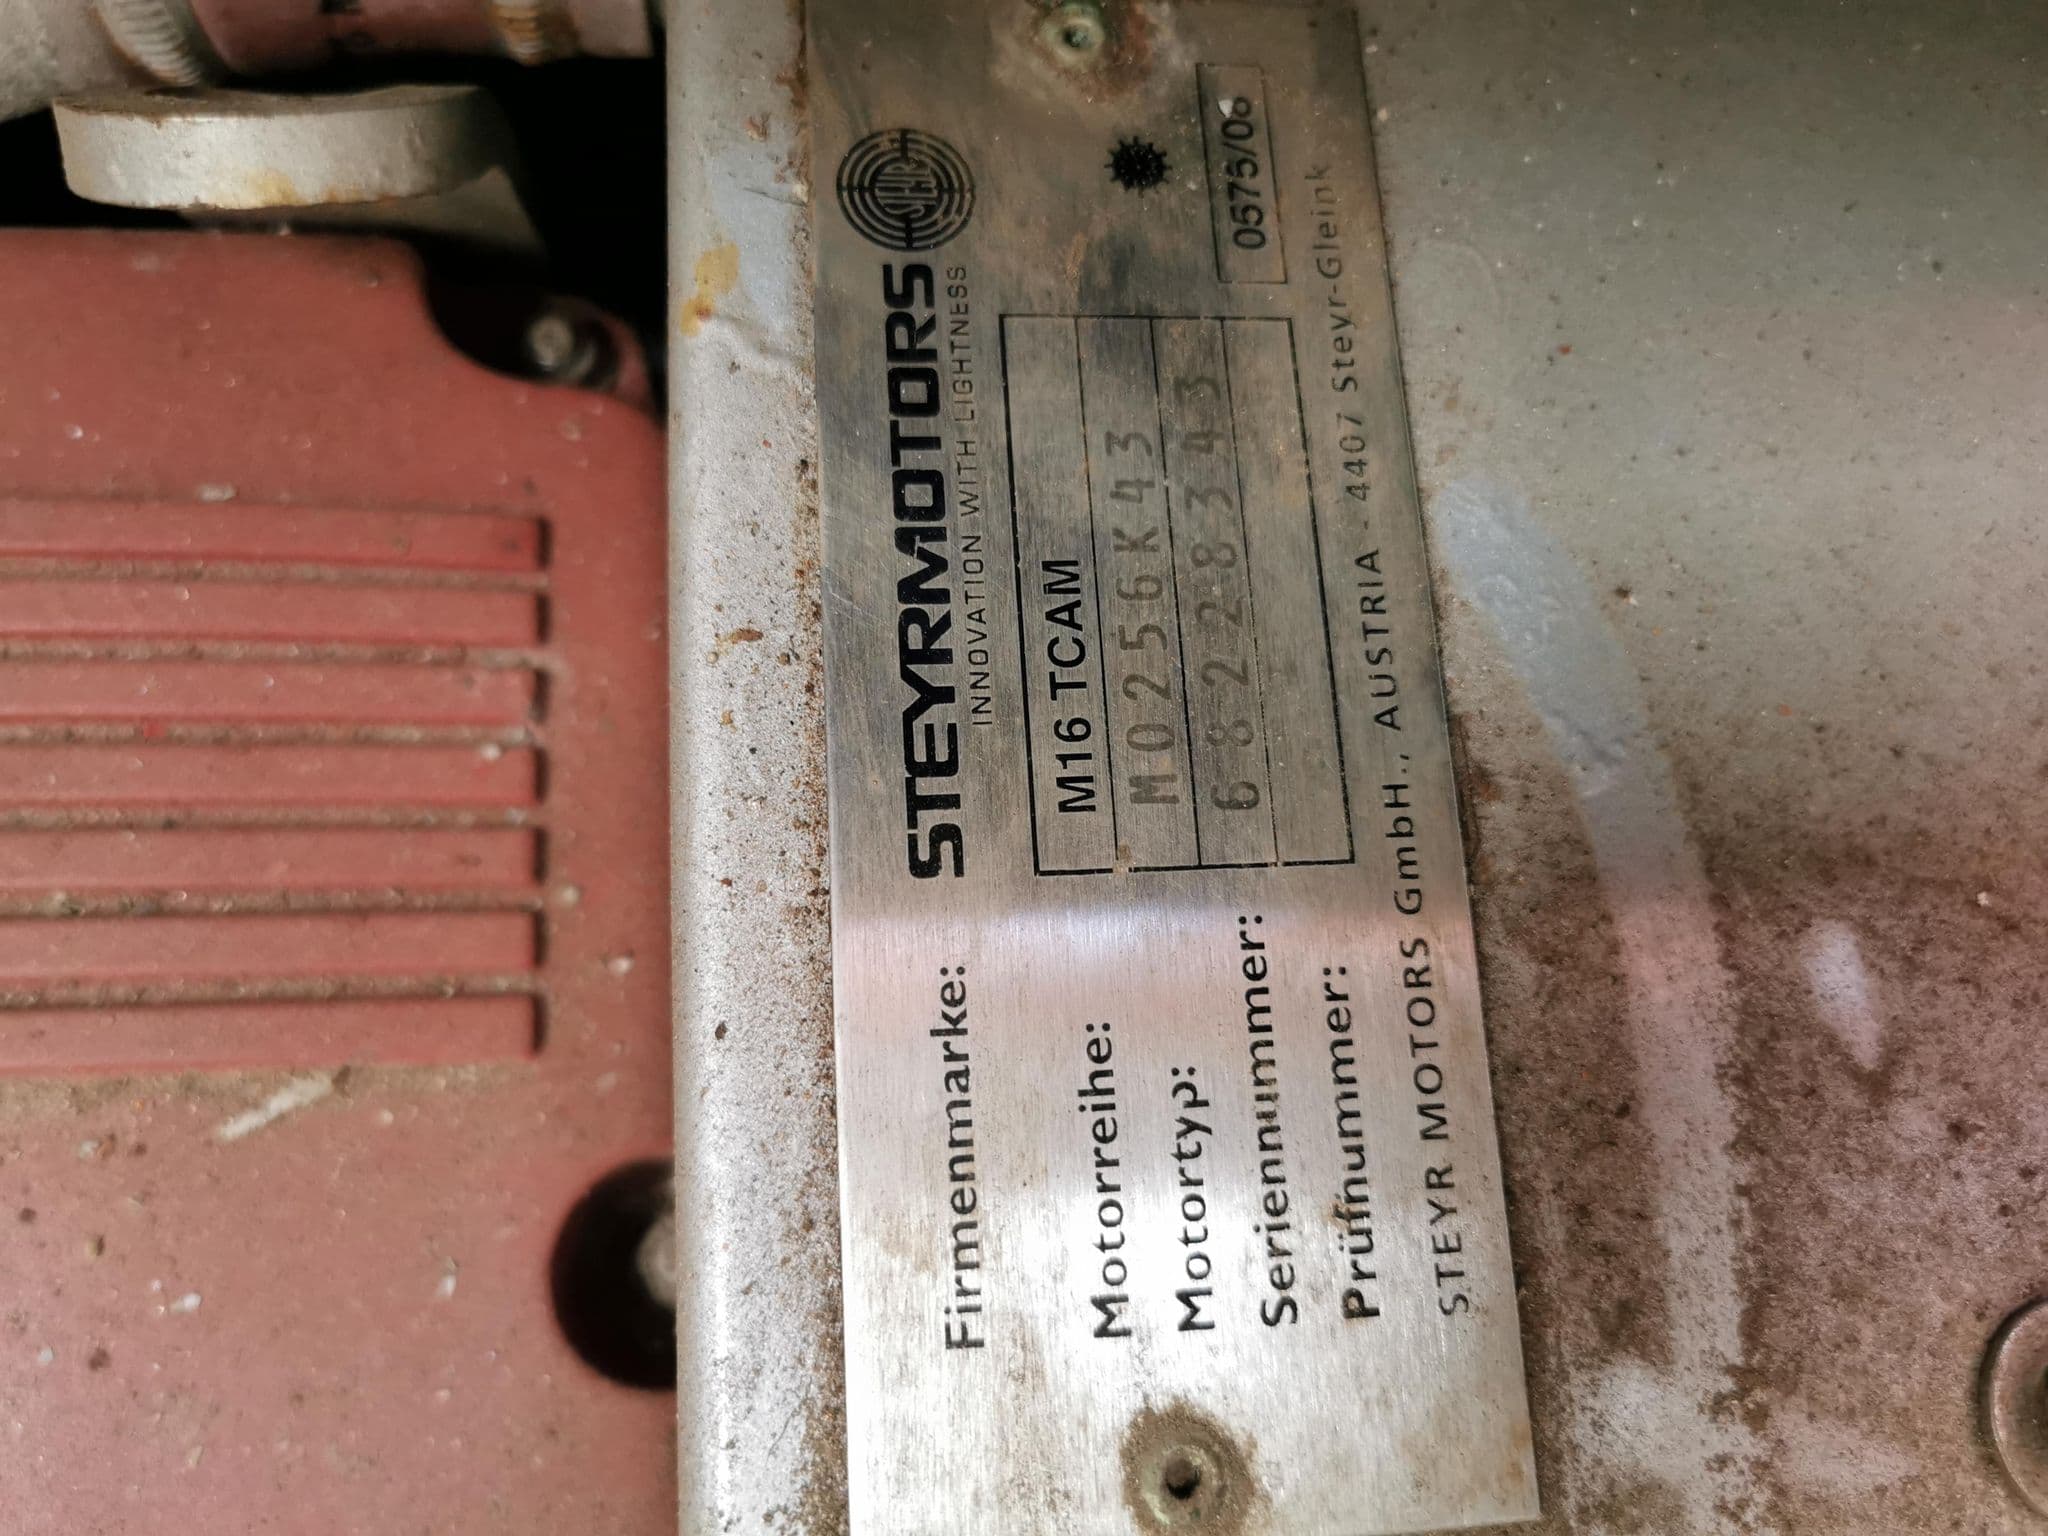 Firmenmarke: STEYRMOTORS
INNOVATION WITH LIGHTNESS
Motorreihe: M16 TCAM
Motortyp: M0256K43
Seriennummer: 68228343
Prüfnummer:
0575/08
STEYR MOTORS GmbH., AUSTRIA - 4407 Steyr-Gleink